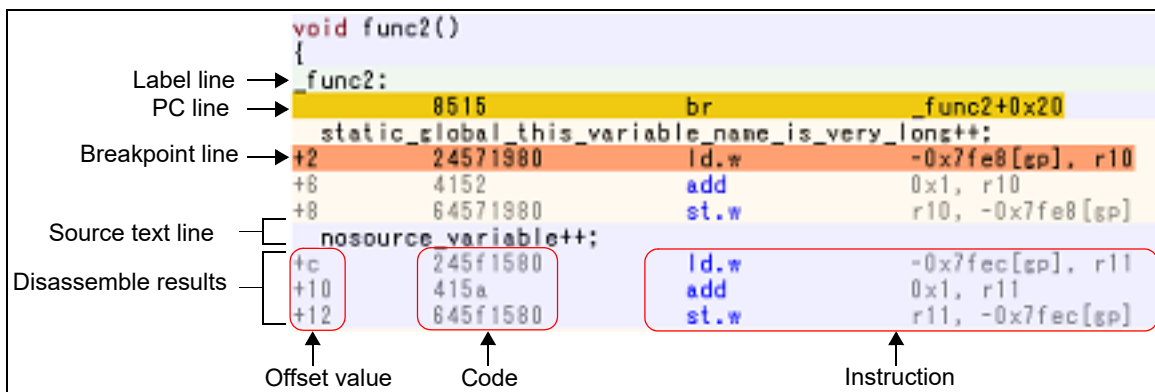 void func2()
{
Label line
_func2:
PC line
8515 br _func2+0x20
static_global_this_variable_name_is_very_long++;
Breakpoint line
+2 24571980 ld.w -0x7fe8[gp], r10
+6 4152 add 0x1, r10
+8 64571980 st.w r10, -0x7fe8[gp]
Source text line
nosource_variable++;
Disassemble results
+c 245f1580 ld.w -0x7fec[gp], r11
+10 415a add 0x1, r11
+12 645f1580 st.w r11, -0x7fec[gp]
Offset value Code Instruction